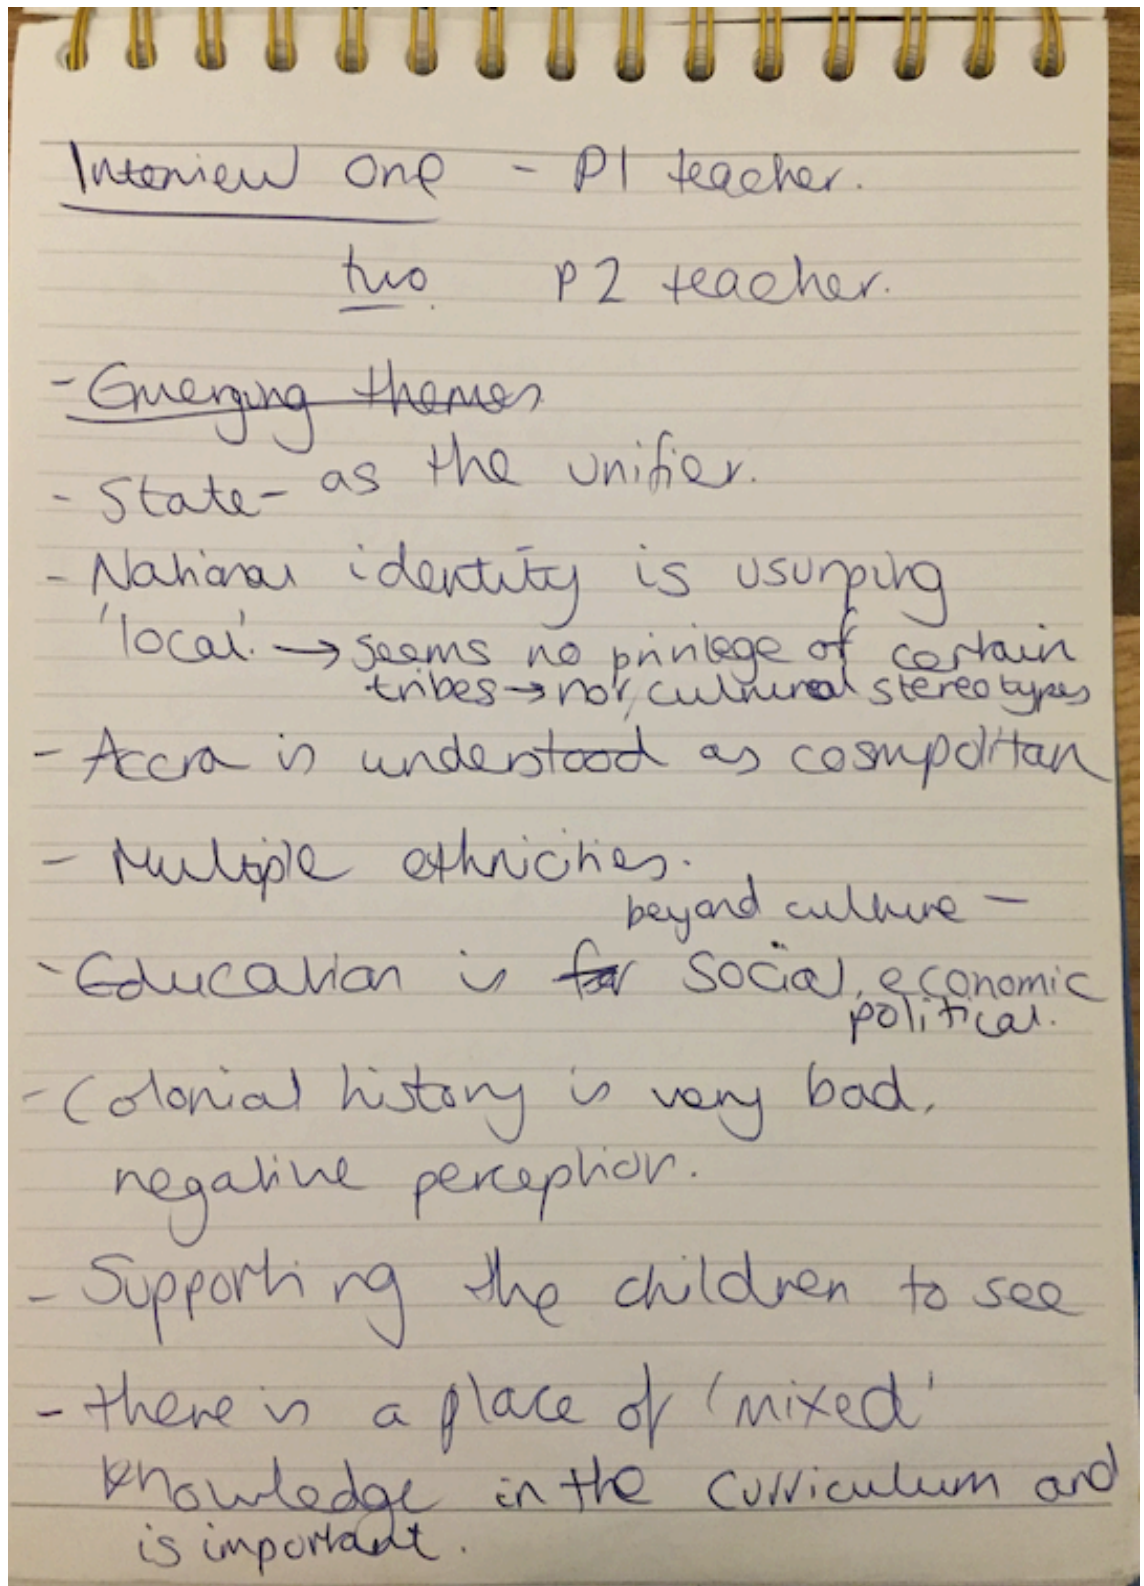 Interview One - P1 teacher.
two. P2 teacher.
- Emerging themes
- State - as the unifier.
- National identity is usurping
'local'. → seems no privilege of certain
tribes → nor cultural stereotypes
- Accra is understood as cosmpolitan
- Multiple ethnicities.
beyond culture -
- Education is for social, economic
political.
- Colonial history is very bad,
negative perception.
- Supporting the children to see
- there is a place of 'mixed'
knowledge in the curriculum and
is important.